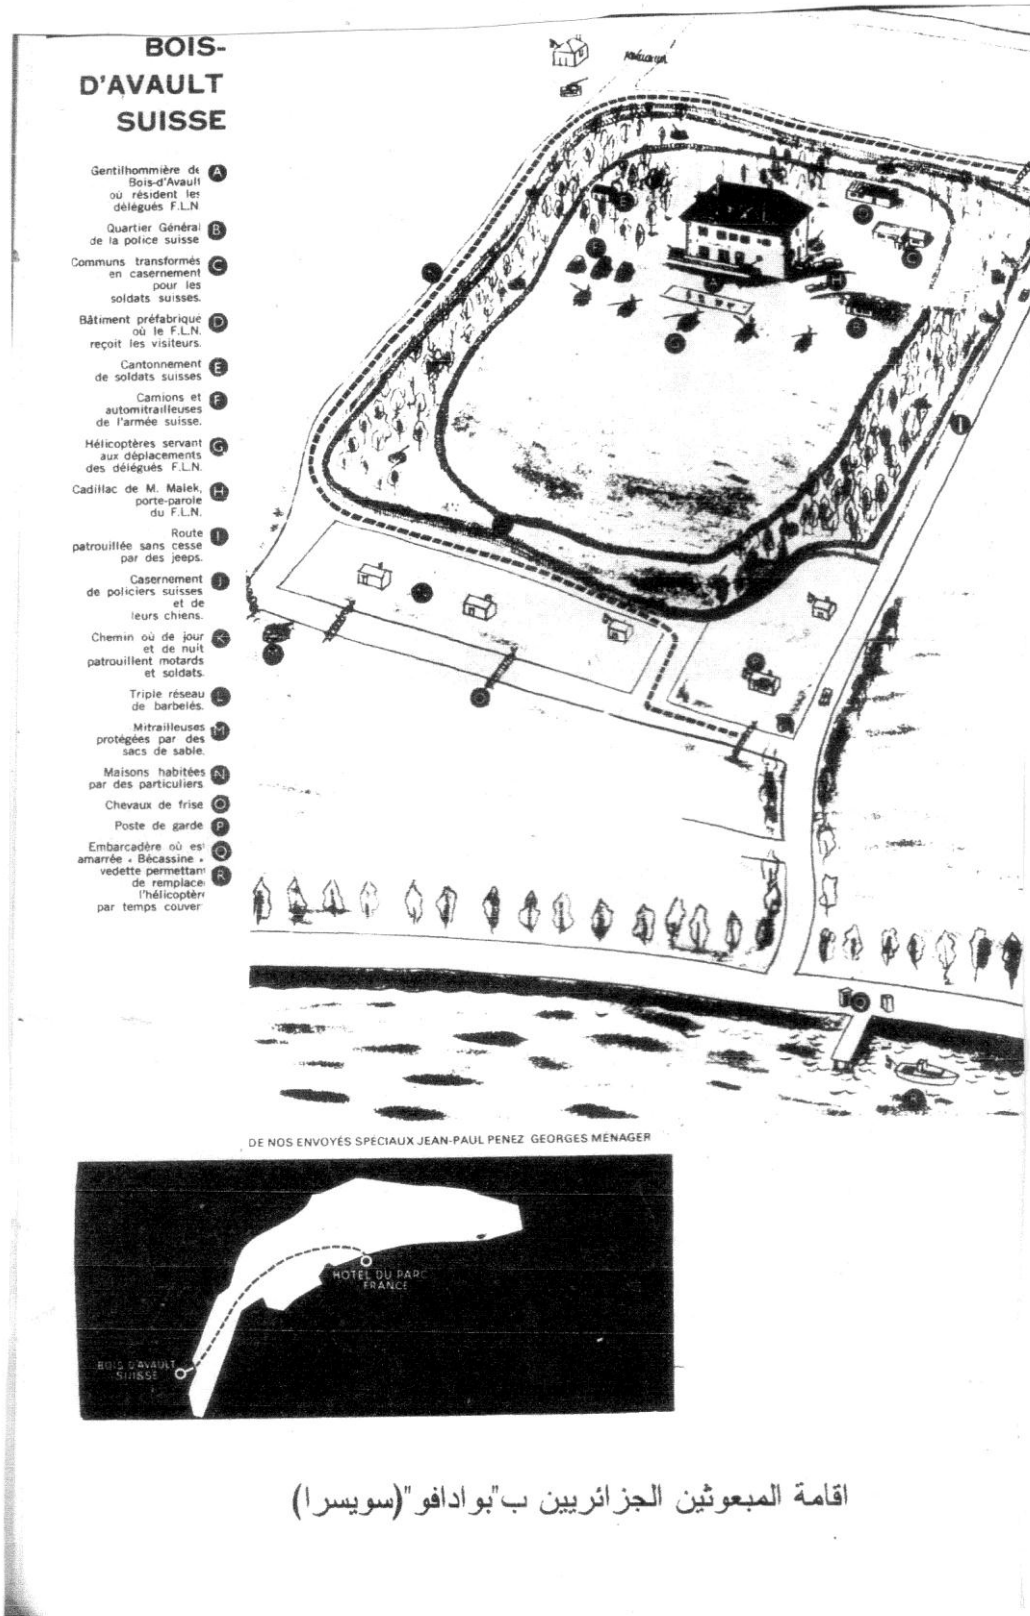 BOIS-
D'AVAULT
SUISSE
Gentilhommière de A
Bois-d'Avault
où résident les
délégués F.L.N
Quartier Général B
de la police suisse
Communs transformés C
en casernement
pour les
soldats suisses.
Bâtiment préfabriqué D
où le F.L.N.
reçoit les visiteurs.
Cantonnement E
de soldats suisses
Camions et F
automitrailleuses
de l'armée suisse.
Hélicoptères servant G
aux déplacements
des délégués F.L.N.
Cadillac de M. Malek, H
porte-parole
du F.L.N.
Route I
patrouillée sans cesse
par des jeeps.
Casernement J
de policiers suisses
et de
leurs chiens.
Chemin où de jour K
et de nuit
patrouillent motards
et soldats.
Triple réseau L
de barbelés.
Mitrailleuses M
protégées par des
sacs de sable.
Maisons habitées N
par des particuliers
Chevaux de frise O
Poste de garde P
Embarcadère où est Q
amarrée « Bécassine »
vedette permettant R
de remplace
l'hélicoptère
par temps couver
DE NOS ENVOYÉS SPÉCIAUX JEAN-PAUL PENEZ GEORGES MÉNAGER
HOTEL DU PARC
FRANCE
BOIS D'AVAULT
SUISSE
اقامة المبعوثين الجزائريين ب"بوادافو"(سويسرا)